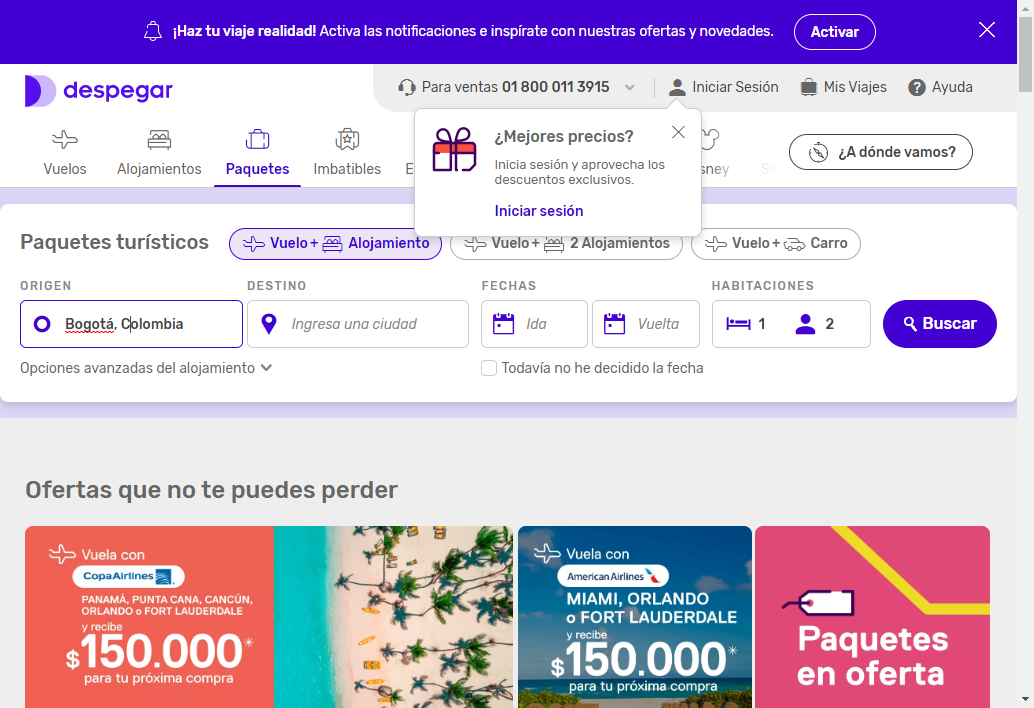 ¡Haz tu viaje realidad! Activa las notificaciones e inspírate con nuestras ofertas y novedades.
Activar
despegar
Para ventas 01 800 011 3915
Iniciar Sesión
Mis Viajes
Ayuda
Vuelos
Alojamientos
Paquetes
Imbatibles
E
sney
Se
¿A dónde vamos?
¿Mejores precios?
Inicia sesión y aprovecha los
descuentos exclusivos.
Iniciar sesión
Paquetes turísticos
Vuelo + Alojamiento
Vuelo + 2 Alojamientos
Vuelo + Carro
ORIGEN
DESTINO
FECHAS
HABITACIONES
Bogotá, Colombia
Ingresa una ciudad
Ida
Vuelta
1
2
Buscar
Opciones avanzadas del alojamiento
Todavía no he decidido la fecha
Ofertas que no te puedes perder
Vuela con
CopaAirlines
PANAMÁ, PUNTA CANA, CANCÚN,
ORLANDO o FORT LAUDERDALE
y recibe
$150.000*
para tu próxima compra
Vuela con
American Airlines
MIAMI, ORLANDO
o FORT LAUDERDALE
y recibe
$150.000*
para tu próxima compra
Paquetes
en oferta